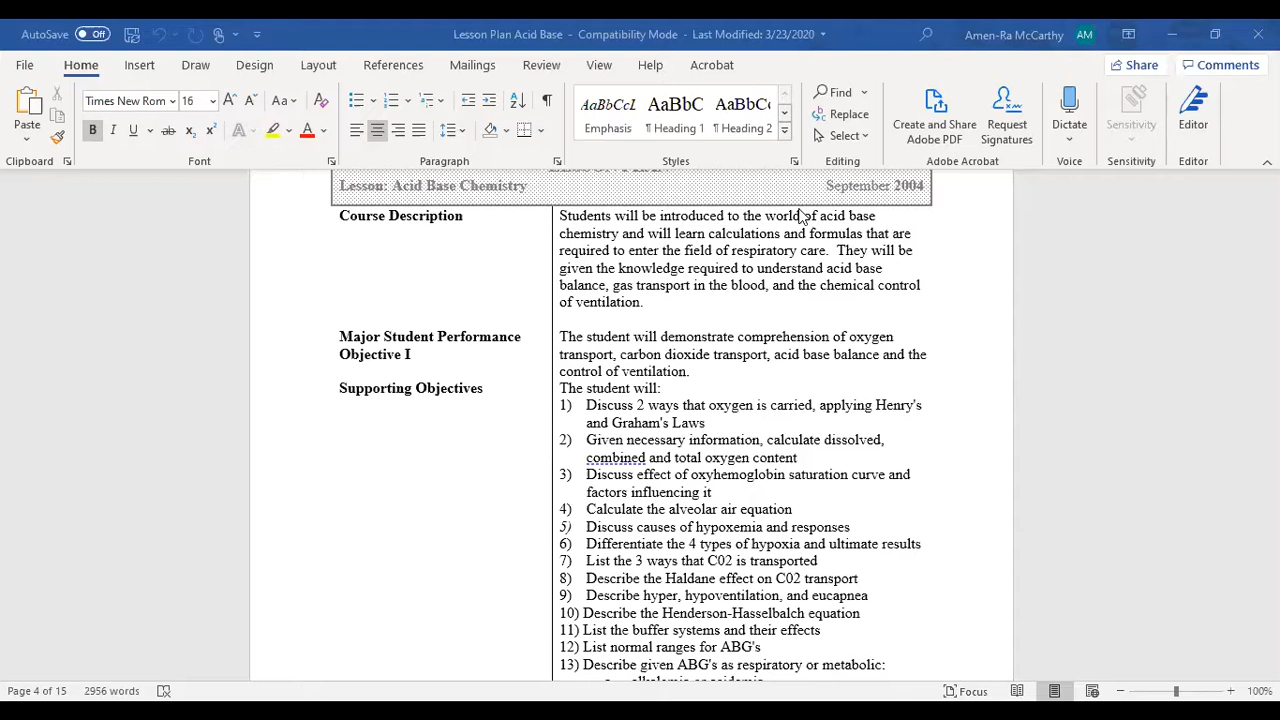 AutoSave Off Lesson Plan Acid Base - Compatibility Mode - Last Modified: 3/23/2020 Amen-Ra McCarthy AM
File Home Insert Draw Design Layout References Mailings Review View Help Acrobat Share Comments
Times New Rom 16 Aa
Paste
B I U ab x₂ x² A A
AaBbCcL AaBbC AaBbC
Emphasis ¶ Heading 1 ¶ Heading 2
Find
Replace
Select
Create and Share
Adobe PDF
Request
Signatures
Dictate
Sensitivity
Editor
Clipboard Font Paragraph Styles Editing Adobe Acrobat Voice Sensitivity Editor
Lesson: Acid Base Chemistry September 2004
Course Description
Students will be introduced to the world of acid base
chemistry and will learn calculations and formulas that are
required to enter the field of respiratory care. They will be
given the knowledge required to understand acid base
balance, gas transport in the blood, and the chemical control
of ventilation.
Major Student Performance
Objective I
The student will demonstrate comprehension of oxygen
transport, carbon dioxide transport, acid base balance and the
control of ventilation.
Supporting Objectives
The student will:
1) Discuss 2 ways that oxygen is carried, applying Henry's
and Graham's Laws
2) Given necessary information, calculate dissolved,
combined and total oxygen content
3) Discuss effect of oxyhemoglobin saturation curve and
factors influencing it
4) Calculate the alveolar air equation
5) Discuss causes of hypoxemia and responses
6) Differentiate the 4 types of hypoxia and ultimate results
7) List the 3 ways that C02 is transported
8) Describe the Haldane effect on C02 transport
9) Describe hyper, hypoventilation, and eucapnea
10) Describe the Henderson-Hasselbalch equation
11) List the buffer systems and their effects
12) List normal ranges for ABG's
13) Describe given ABG's as respiratory or metabolic:
Page 4 of 15 2956 words Focus 100%